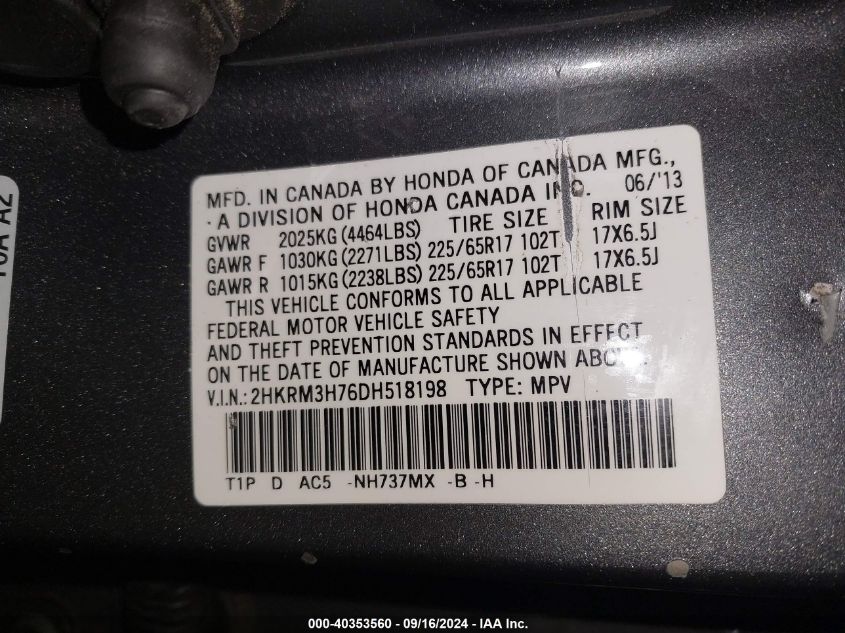 MFD. IN CANADA BY HONDA OF CANADA MFG.,
- A DIVISION OF HONDA CANADA INC. 06/'13
TIRE SIZE RIM SIZE
GVWR 2025KG (4464LBS)
GAWR F 1030KG (2271LBS) 225/65R17 102T 17X6.5J
GAWR R 1015KG (2238LBS) 225/65R17 102T 17X6.5J
THIS VEHICLE CONFORMS TO ALL APPLICABLE
FEDERAL MOTOR VEHICLE SAFETY
AND THEFT PREVENTION STANDARDS IN EFFECT
ON THE DATE OF MANUFACTURE SHOWN ABOVE.
V.I.N.: 2HKRM3H76DH518198 TYPE: MPV
T1P D AC5 -NH737MX -B -H
000-40353560 - 09/16/2024 - IAA Inc.